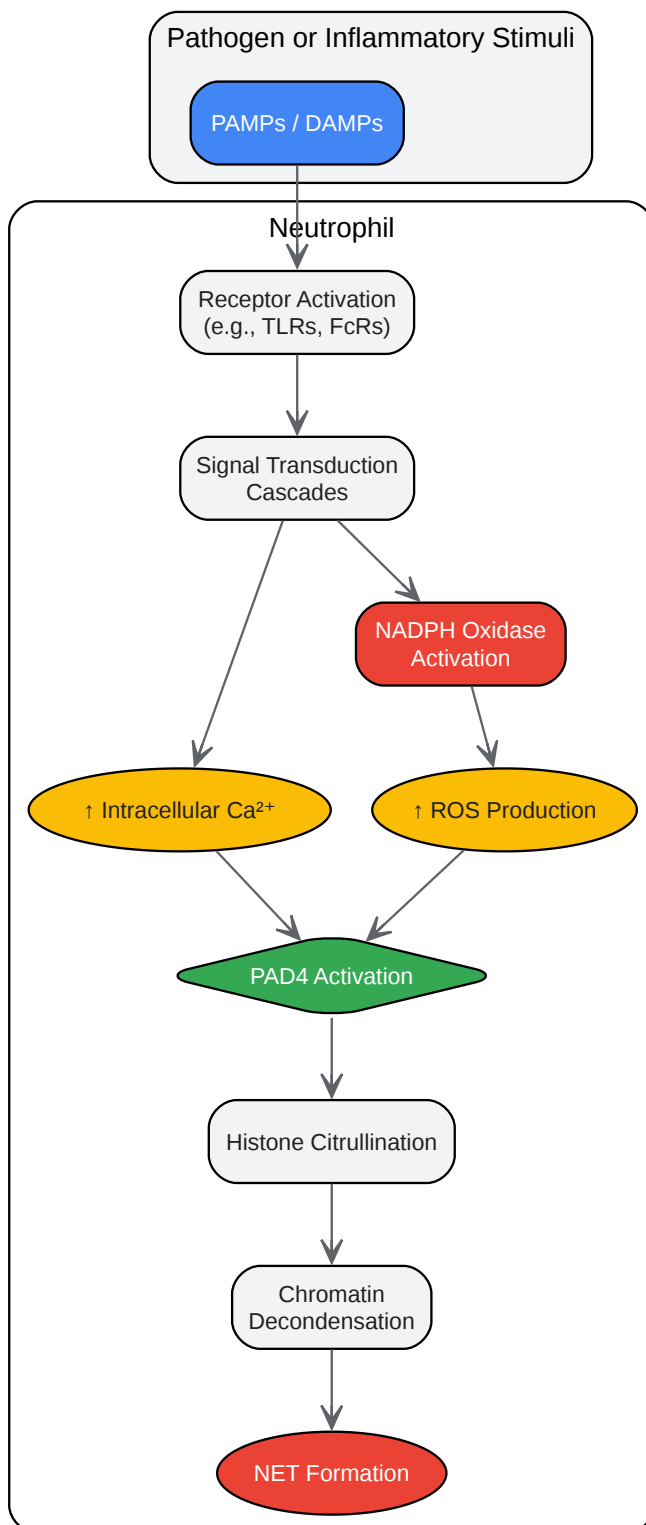 Pathogen or Inflammatory Stimuli
PAMPs / DAMPs
Neutrophil
Receptor Activation
(e.g., TLRs, FcRs)
Signal Transduction
Cascades
NADPH Oxidase
Activation
↑ Intracellular Ca²⁺
↑ ROS Production
PAD4 Activation
Histone Citrullination
Chromatin
Decondensation
NET Formation